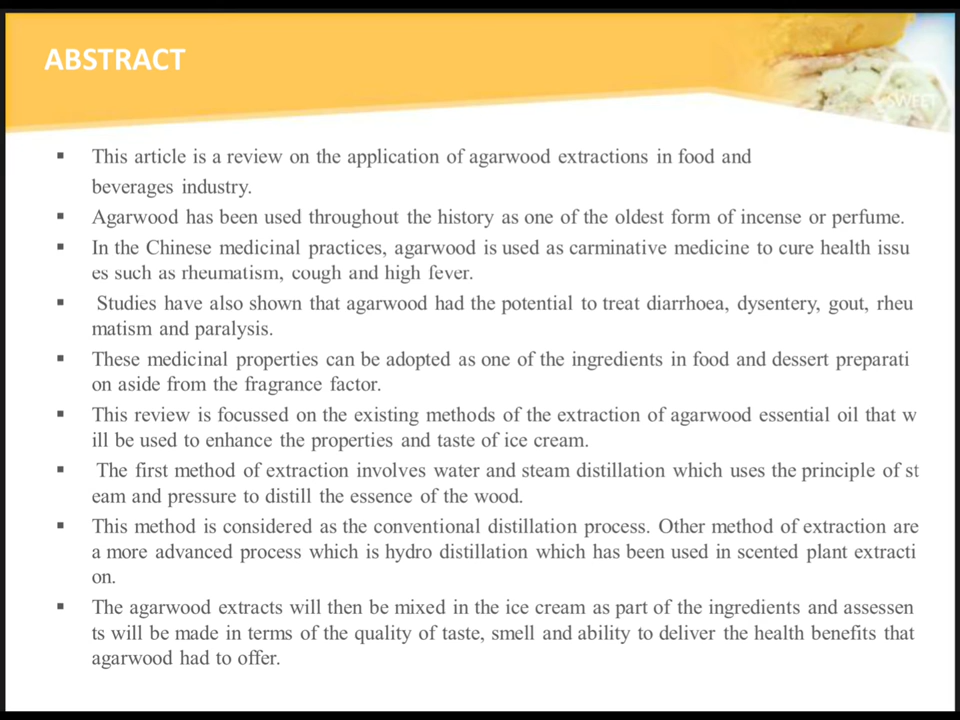 ABSTRACT
SWEET
▪ This article is a review on the application of agarwood extractions in food and
beverages industry.
▪ Agarwood has been used throughout the history as one of the oldest form of incense or perfume.
▪ In the Chinese medicinal practices, agarwood is used as carminative medicine to cure health issu
es such as rheumatism, cough and high fever.
▪ Studies have also shown that agarwood had the potential to treat diarrhoea, dysentery, gout, rheu
matism and paralysis.
▪ These medicinal properties can be adopted as one of the ingredients in food and dessert preparati
on aside from the fragrance factor.
▪ This review is focussed on the existing methods of the extraction of agarwood essential oil that w
ill be used to enhance the properties and taste of ice cream.
▪ The first method of extraction involves water and steam distillation which uses the principle of st
eam and pressure to distill the essence of the wood.
▪ This method is considered as the conventional distillation process. Other method of extraction are
a more advanced process which is hydro distillation which has been used in scented plant extracti
on.
▪ The agarwood extracts will then be mixed in the ice cream as part of the ingredients and assessen
ts will be made in terms of the quality of taste, smell and ability to deliver the health benefits that
agarwood had to offer.